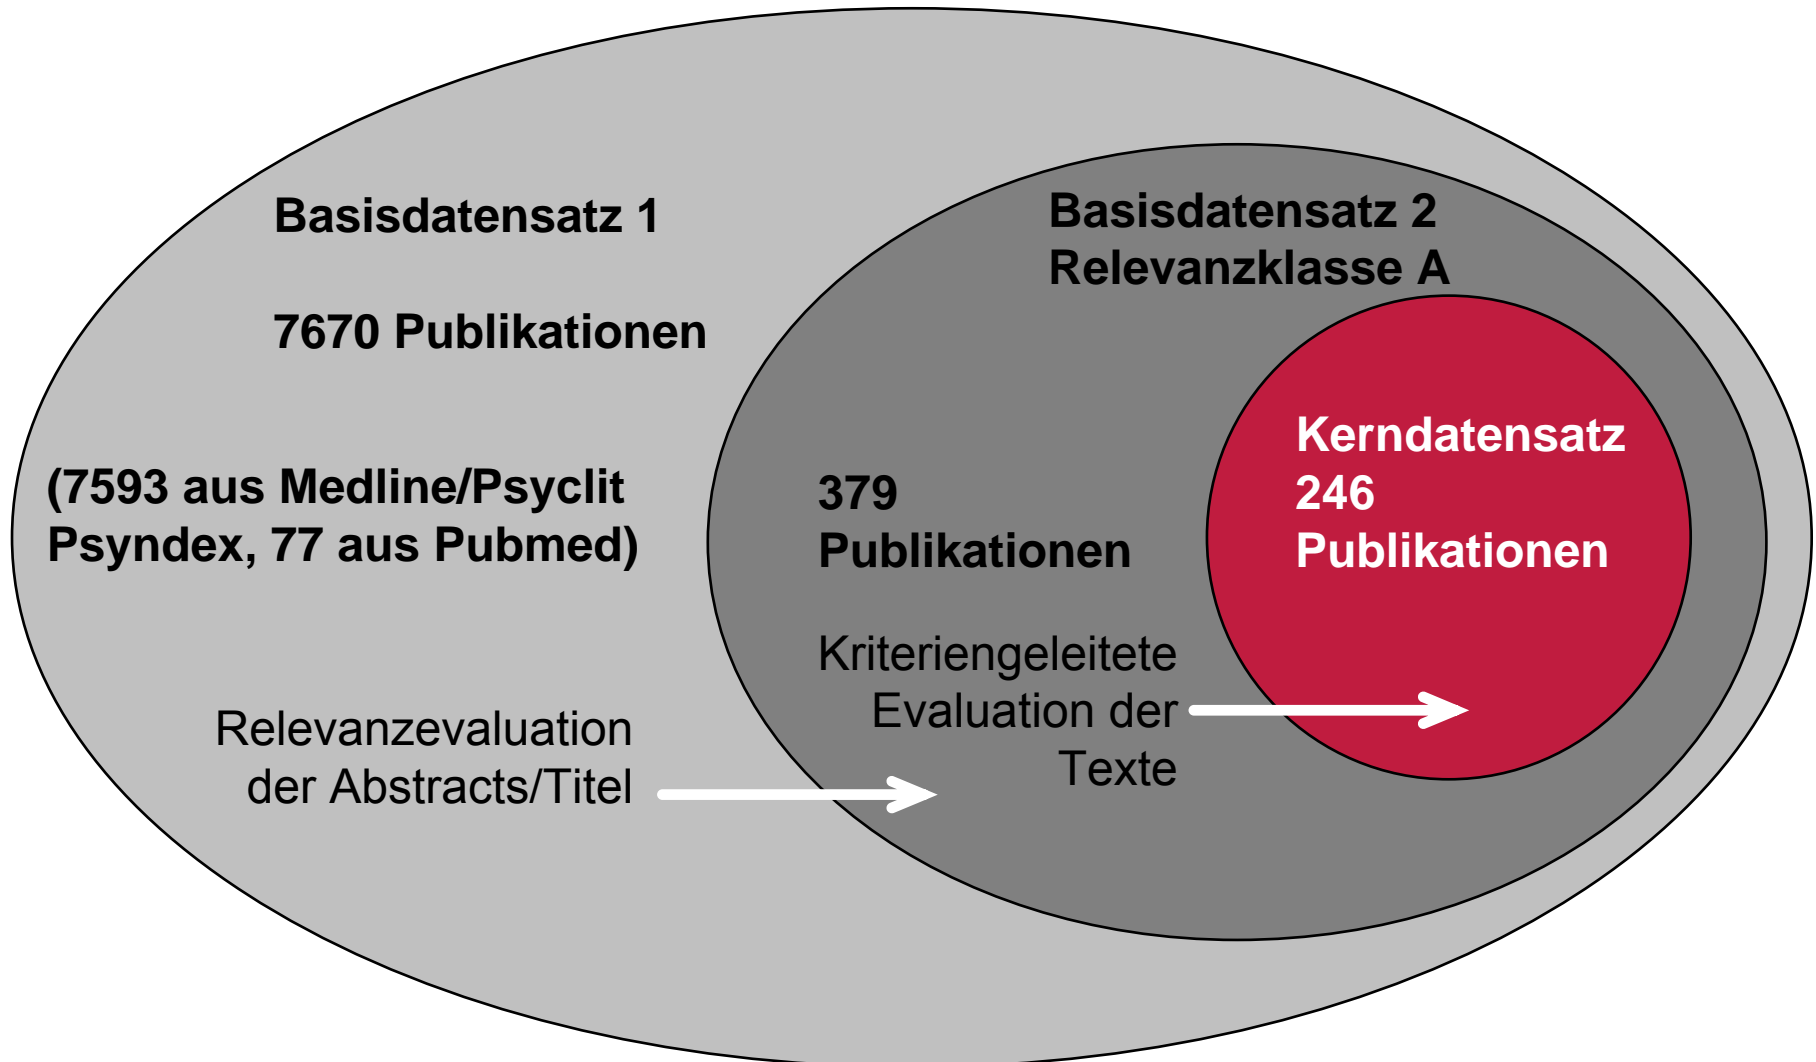 Basisdatensatz 1
7670 Publikationen
(7593 aus Medline/Psyclit
Psyndex, 77 aus Pubmed)
Relevanzevaluation
der Abstracts/Titel
Basisdatensatz 2
Relevanzklasse A
379
Publikationen
Kriteriengeleitete
Evaluation der
Texte
Kerndatensatz
246
Publikationen